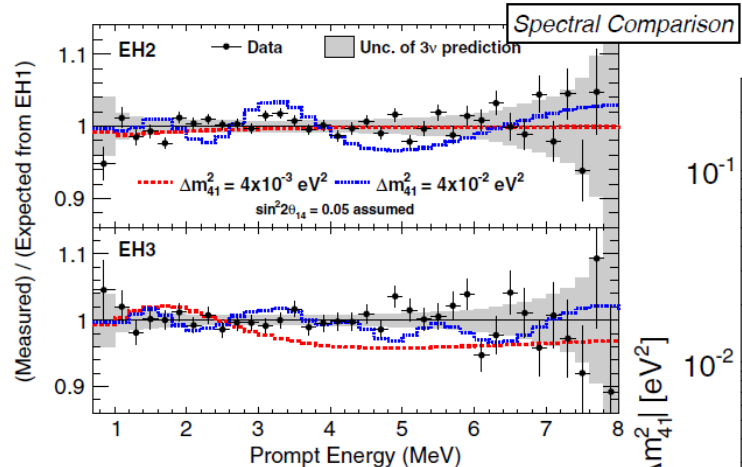 Spectral Comparison
EH2
Data
Unc. of 3ν prediction
1.1
1
0.9
Δm²₄₁ = 4x10⁻³ eV²
Δm²₄₁ = 4x10⁻² eV²
sin²2θ₁₄ = 0.05 assumed
EH3
1.1
1
0.9
(Measured) / (Expected from EH1)
1 2 3 4 5 6 7 8
Prompt Energy (MeV)
10⁻¹
10⁻²
m²₄₁| [eV²]